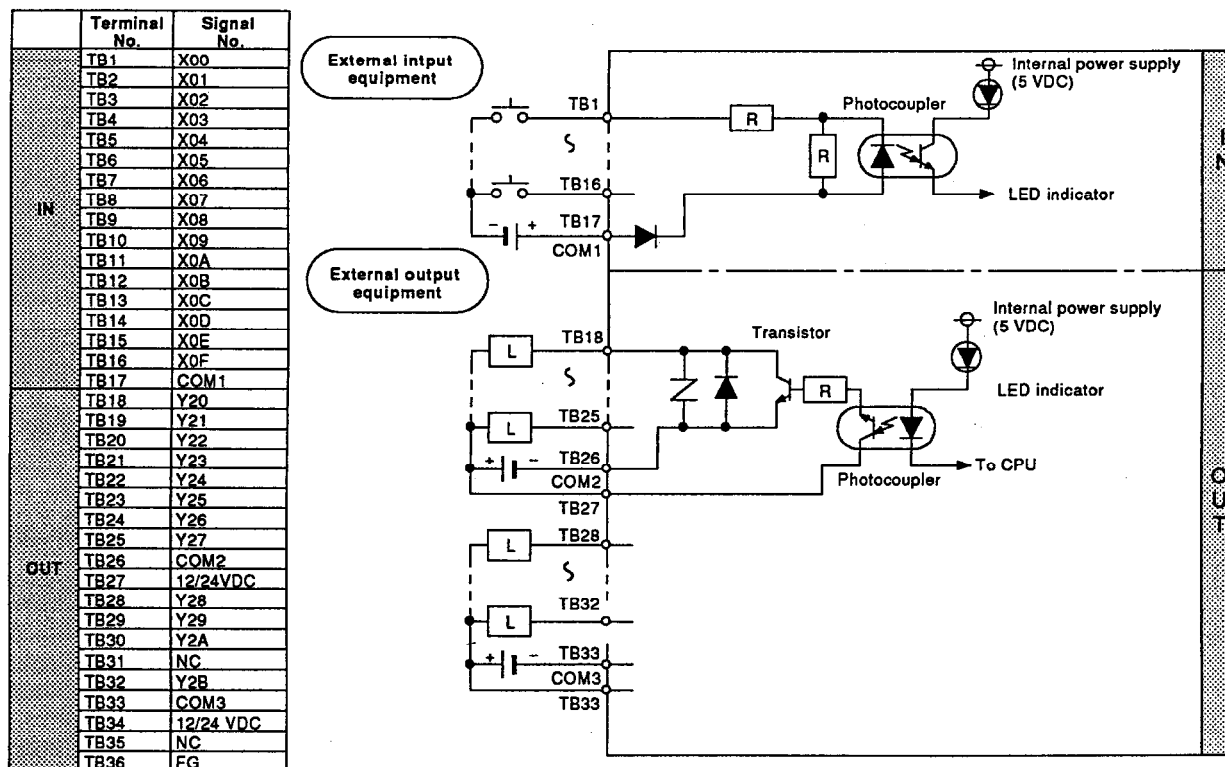 Terminal No. Signal No.
IN
TB1 X00
TB2 X01
TB3 X02
TB4 X03
TB5 X04
TB6 X05
TB7 X06
TB8 X07
TB9 X08
TB10 X09
TB11 X0A
TB12 X0B
TB13 X0C
TB14 X0D
TB15 X0E
TB16 X0F
TB17 COM1
OUT
TB18 Y20
TB19 Y21
TB20 Y22
TB21 Y23
TB22 Y24
TB23 Y25
TB24 Y26
TB25 Y27
TB26 COM2
TB27 12/24VDC
TB28 Y28
TB29 Y29
TB30 Y2A
TB31 NC
TB32 Y2B
TB33 COM3
TB34 12/24 VDC
TB35 NC
TB36 FG
External intput
equipment
TB1
TB16
- +
TB17
COM1
R
R
Photocoupler
Internal power supply
(5 VDC)
LED indicator
IN
External output
equipment
L
TB18
L
TB25
+ -
TB26
COM2
TB27
Transistor
R
Internal power supply
(5 VDC)
LED indicator
To CPU
Photocoupler
OUT
L
TB28
L
TB32
+ -
TB33
COM3
TB33